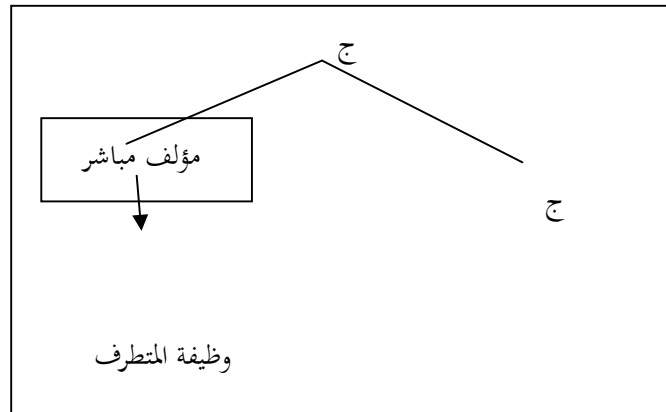 ج
مؤلف مباشر
ج
وظيفة المتطرف